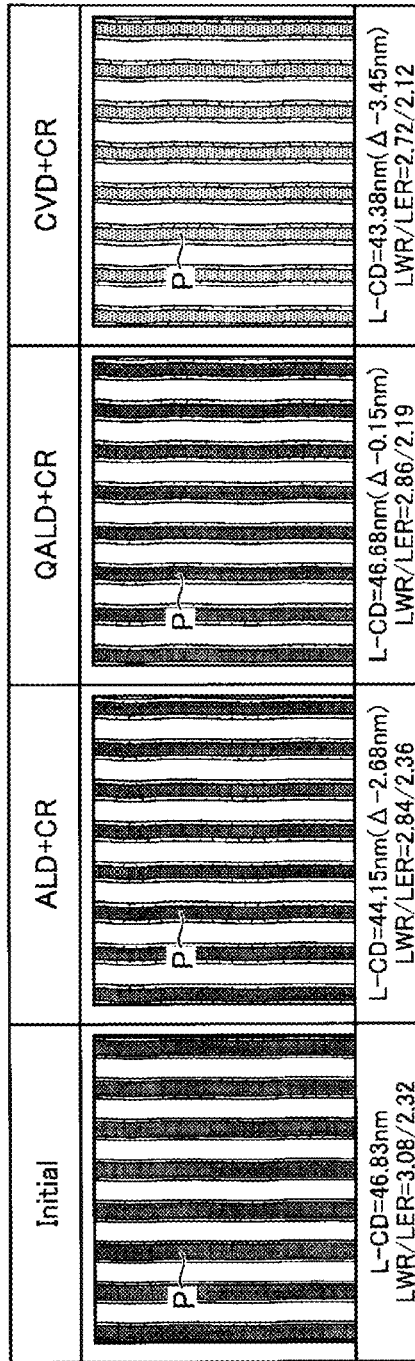 Initial
ALD+CR
QALD+CR
CVD+CR
P
P
P
P
L-CD=46.83nm
LWR/LER=3.08/2.32
L-CD=44.15nm(Δ-2.68nm)
LWR/LER=2.84/2.36
L-CD=46.68nm(Δ-0.15nm)
LWR/LER=2.86/2.19
L-CD=43.38nm(Δ-3.45nm)
LWR/LER=2.72/2.12